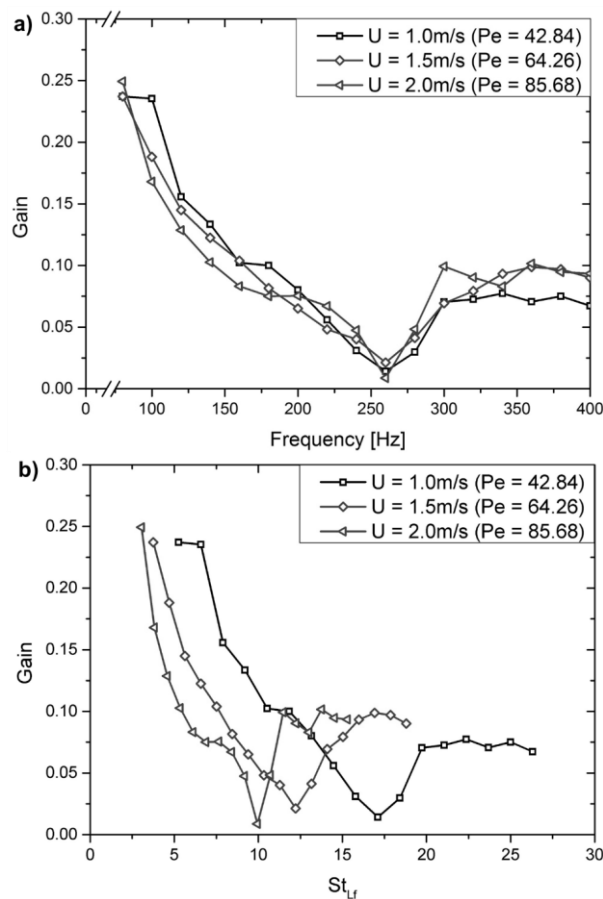 a)
0.30
0.25
0.20
0.15
0.10
0.05
0.00
Gain
U = 1.0m/s (Pe = 42.84)
U = 1.5m/s (Pe = 64.26)
U = 2.0m/s (Pe = 85.68)
0 100 150 200 250 300 350 400
Frequency [Hz]
b)
0.30
0.25
0.20
0.15
0.10
0.05
0.00
Gain
U = 1.0m/s (Pe = 42.84)
U = 1.5m/s (Pe = 64.26)
U = 2.0m/s (Pe = 85.68)
0 5 10 15 20 25 30
St_Lf